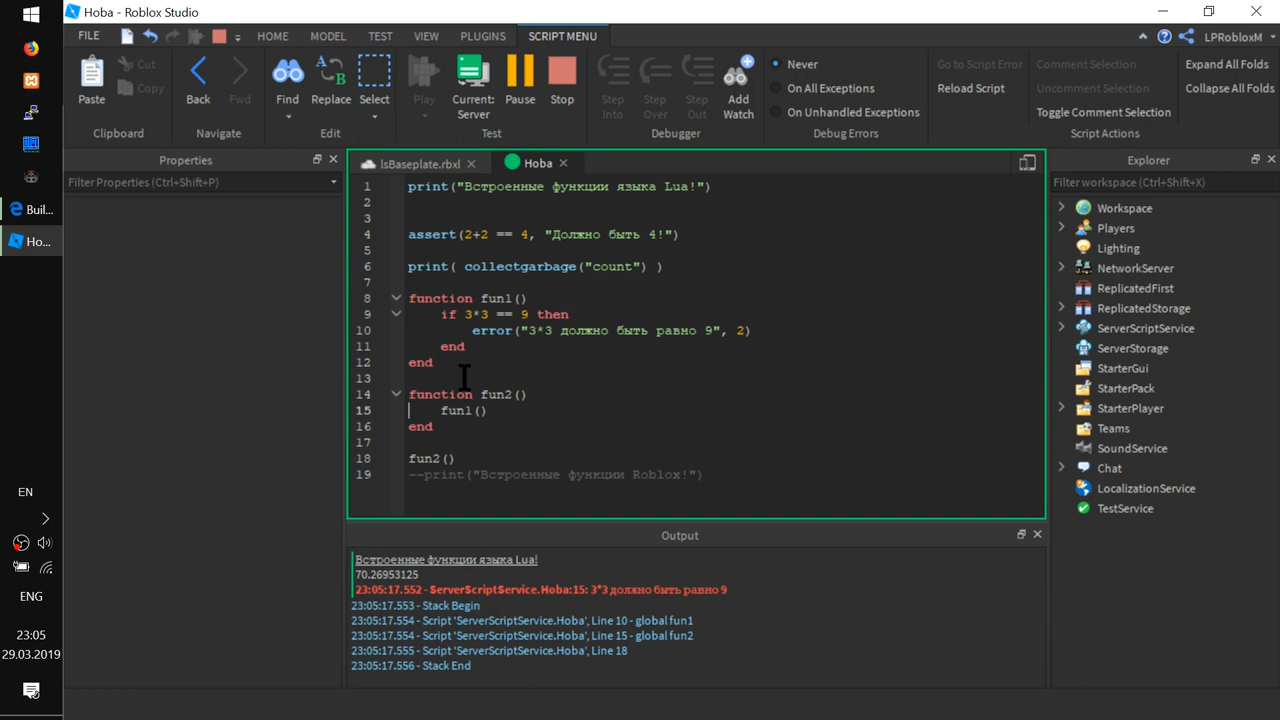 Hoba - Roblox Studio
FILE
HOME
MODEL
TEST
VIEW
PLUGINS
SCRIPT MENU
LPRobloxM
Paste
Cut
Copy
Clipboard
Back
Fwd
Navigate
Find
Replace
Select
Edit
Play
Current:
Server
Pause
Stop
Test
Step
Into
Step
Over
Step
Out
Add
Watch
Debugger
Never
On All Exceptions
On Unhandled Exceptions
Debug Errors
Go to Script Error
Reload Script
Comment Selection
Uncomment Selection
Toggle Comment Selection
Expand All Folds
Collapse All Folds
Script Actions
Properties
Filter Properties (Ctrl+Shift+P)
lsBaseplate.rbxl
Hoba
1 print("Встроенные функции языка Lua!")
2
3
4 assert(2+2 == 4, "Должно быть 4!")
5
6 print( collectgarbage("count") )
7
8 function fun1()
9 if 3*3 == 9 then
10 error("3*3 должно быть равно 9", 2)
11 end
12 end
13
14 function fun2()
15 fun1()
16 end
17
18 fun2()
19 --print("Встроенные функции Roblox!")
Output
Встроенные функции языка Lua!
70.26953125
23:05:17.552 - ServerScriptService.Hoba:15: 3*3 должно быть равно 9
23:05:17.553 - Stack Begin
23:05:17.554 - Script 'ServerScriptService.Hoba', Line 10 - global fun1
23:05:17.554 - Script 'ServerScriptService.Hoba', Line 15 - global fun2
23:05:17.555 - Script 'ServerScriptService.Hoba', Line 18
23:05:17.556 - Stack End
Explorer
Filter workspace (Ctrl+Shift+X)
Workspace
Players
Lighting
NetworkServer
ReplicatedFirst
ReplicatedStorage
ServerScriptService
ServerStorage
StarterGui
StarterPack
StarterPlayer
Teams
SoundService
Chat
LocalizationService
TestService
Buil...
Ho...
EN
ENG
23:05
29.03.2019